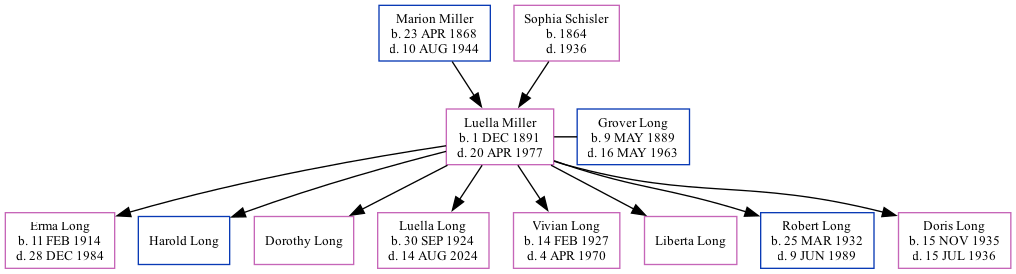 Marion Miller
b. 23 APR 1868
d. 10 AUG 1944
Sophia Schisler
b. 1864
d. 1936
Luella Miller
b. 1 DEC 1891
d. 20 APR 1977
Grover Long
b. 9 MAY 1889
d. 16 MAY 1963
Erma Long
b. 11 FEB 1914
d. 28 DEC 1984
Harold Long
Dorothy Long
Luella Long
b. 30 SEP 1924
d. 14 AUG 2024
Vivian Long
b. 14 FEB 1927
d. 4 APR 1970
Liberta Long
Robert Long
b. 25 MAR 1932
d. 9 JUN 1989
Doris Long
b. 15 NOV 1935
d. 15 JUL 1936